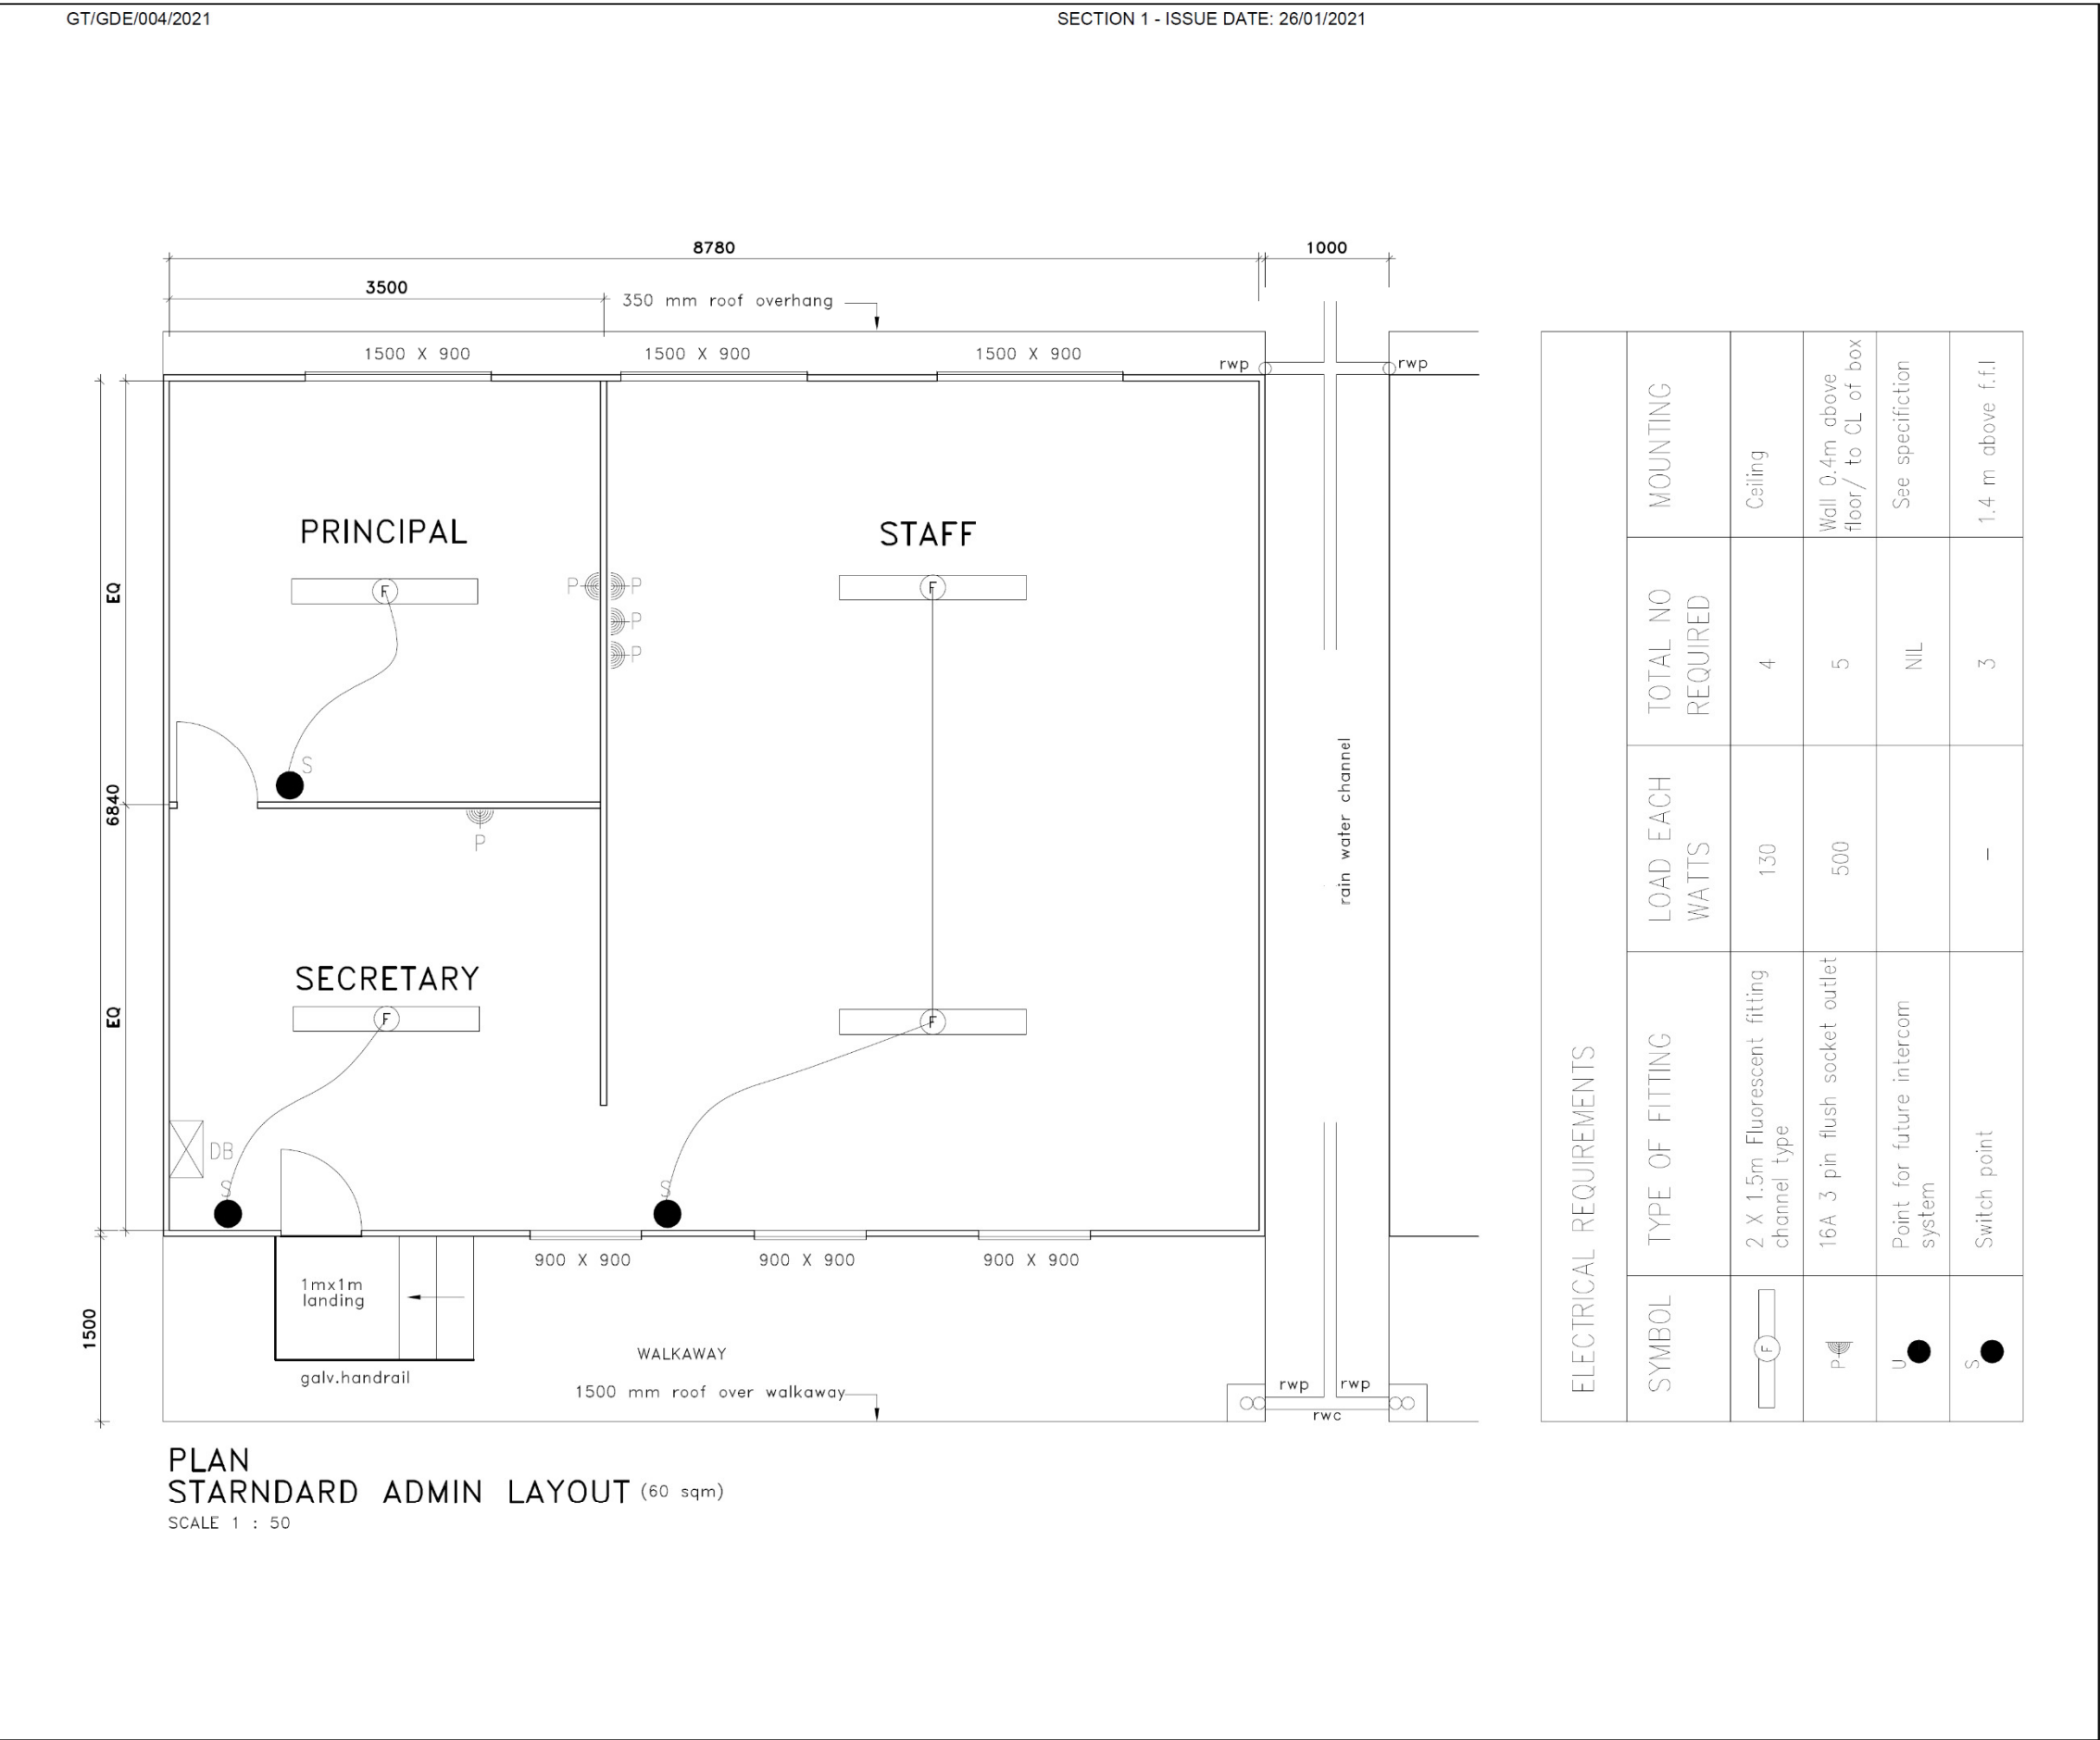 GT/GDE/004/2021
SECTION 1 - ISSUE DATE: 26/01/2021
8780
1000
3500
350 mm roof overhang
1500 X 900
1500 X 900
1500 X 900
rwp
rwp
PRINCIPAL
STAFF
F
F
P
P
P
P
EQ
S
6840
P
rain water channel
SECRETARY
F
F
EQ
DB
S
S
900 X 900
900 X 900
900 X 900
1mx1m
landing
1500
WALKAWAY
galv.handrail
1500 mm roof over walkaway
rwp
rwp
rwc
PLAN
STARNDARD ADMIN LAYOUT (60 sqm)
SCALE 1 : 50
ELECTRICAL REQUIREMENTS
SYMBOL
TYPE OF FITTING
LOAD EACH
WATTS
TOTAL NO
REQUIRED
MOUNTING
F
2 X 1.5m Fluorescent fitting
channel type
130
4
Ceiling
P
16A 3 pin flush socket outlet
500
5
Wall 0.4m above
floor/ to CL of box
U
Point for future intercom
system
NIL
See specifiction
S
Switch point
–
3
1.4 m above f.f.l